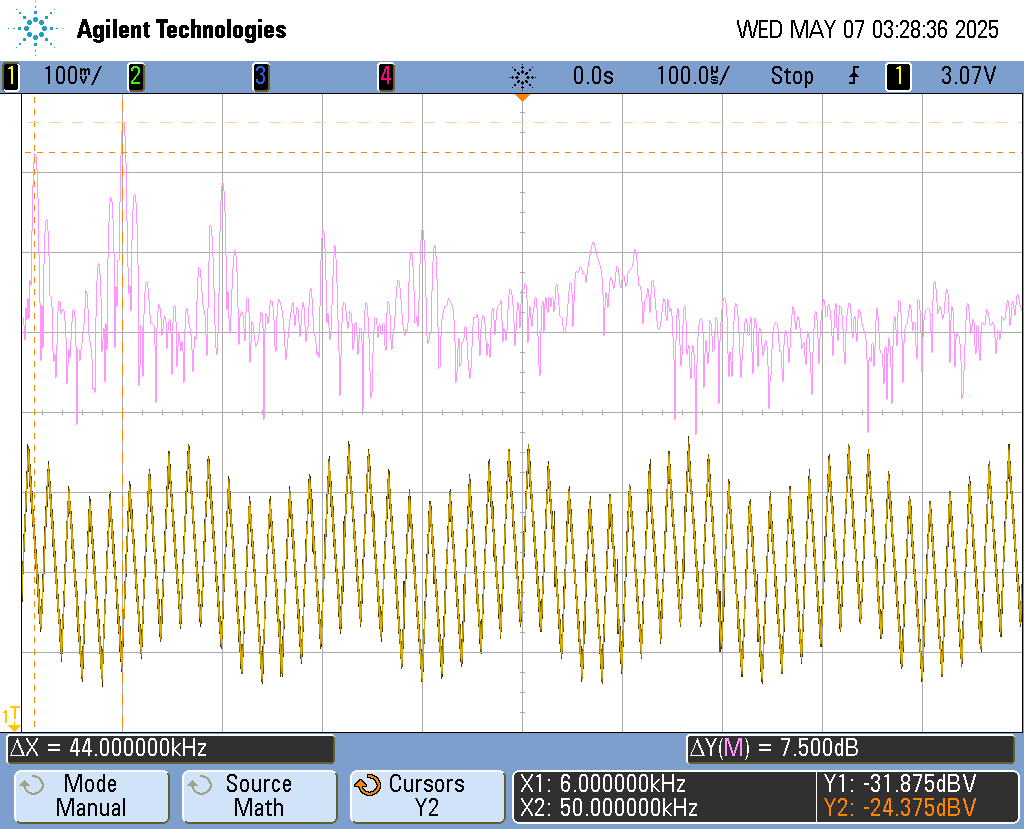 Agilent Technologies
WED MAY 07 03:28:36 2025
1 100mV/ 2 3 4 0.0s 100.0µs/ Stop 1 3.07V
1T
ΔX = 44.000000kHz
ΔY(M) = 7.500dB
Mode
Manual
Source
Math
Cursors
Y2
X1: 6.000000kHz
X2: 50.000000kHz
Y1: -31.875dBV
Y2: -24.375dBV